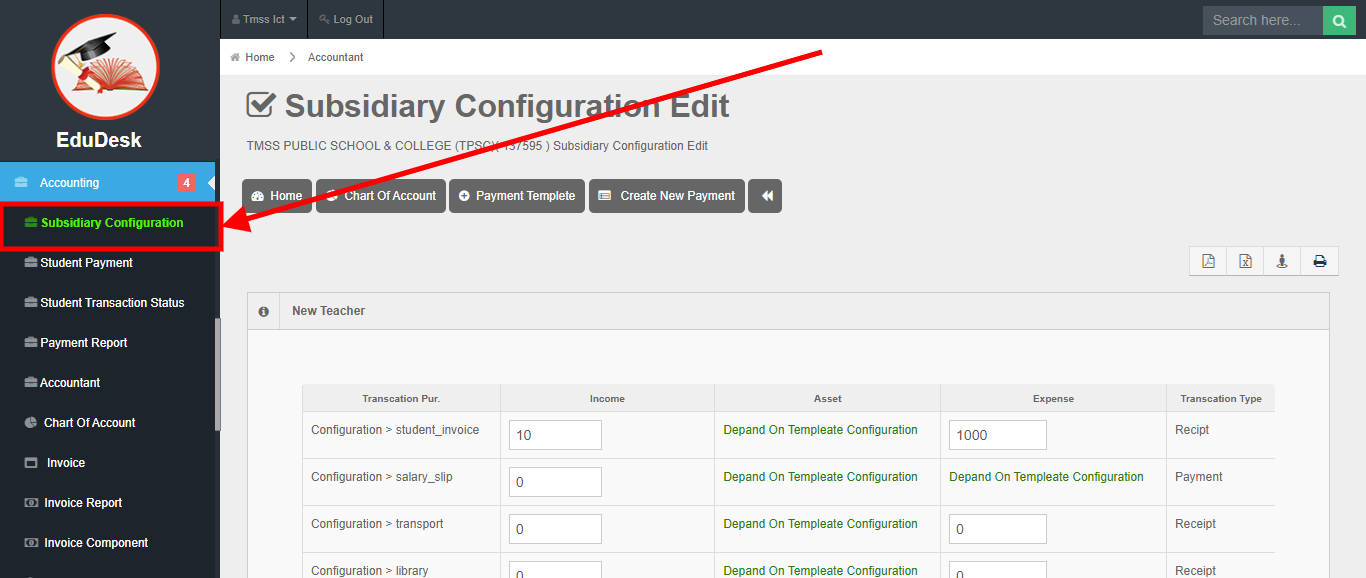 EduDesk
Accounting 4
Subsidiary Configuration
Student Payment
Student Transaction Status
Payment Report
Accountant
Chart Of Account
Invoice
Invoice Report
Invoice Component
Tmss Ict Log Out Search here...
Home Accountant
Subsidiary Configuration Edit
TMSS PUBLIC SCHOOL & COLLEGE (TPSCX-137595 ) Subsidiary Configuration Edit
Home Chart Of Account Payment Templete Create New Payment
New Teacher
Transcation Pur. Income Asset Expense Transcation Type
Configuration > student_invoice 10 Depand On Templeate Configuration 1000 Recipt
Configuration > salary_slip 0 Depand On Templeate Configuration Depand On Templeate Configuration Payment
Configuration > transport 0 Depand On Templeate Configuration 0 Receipt
Configuration > library 0 Depand On Templeate Configuration 0 Receipt